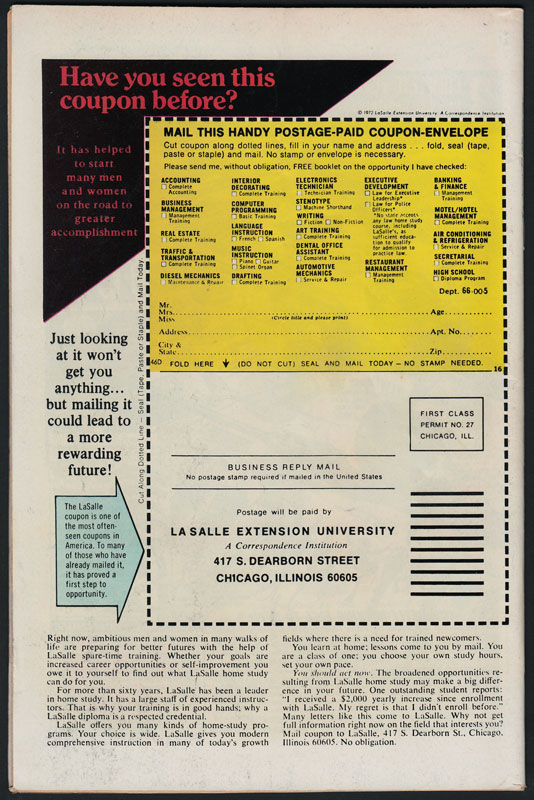 Have you seen this
coupon before?
© 1972 LaSalle Extension University A Correspondence Institution
It has helped
to start
many men
and women
on the road to
greater
accomplishment
MAIL THIS HANDY POSTAGE-PAID COUPON-ENVELOPE
Cut coupon along dotted lines, fill in your name and address . . . fold, seal (tape,
paste or staple) and mail. No stamp or envelope is necessary.
Please send me, without obligation, FREE booklet on the opportunity I have checked:
ACCOUNTING
Complete
Accounting
BUSINESS
MANAGEMENT
Management
Training
REAL ESTATE
Complete Training
TRAFFIC &
TRANSPORTATION
Complete Training
DIESEL MECHANICS
Maintenance & Repair
INTERIOR
DECORATING
Complete Training
COMPUTER
PROGRAMMING
Basic Training
LANGUAGE
INSTRUCTION
French Spanish
MUSIC
INSTRUCTION
Piano Guitar
Spinet Organ
DRAFTING
Complete Training
ELECTRONICS
TECHNICIAN
Technician Training
STENOTYPE
Machine Shorthand
WRITING
Fiction Non-Fiction
ART TRAINING
Complete Training
DENTAL OFFICE
ASSISTANT
Complete Training
AUTOMOTIVE
MECHANICS
Service & Repair
EXECUTIVE
DEVELOPMENT
Law for Executive
Leadership*
Law for Police
Officers*
*No state accepts
any law home study
course, including
LaSalle's, as
sufficient educa-
tion to qualify
for admission to
practice law.
RESTAURANT
MANAGEMENT
Management
Training
BANKING
& FINANCE
Management
Training
MOTEL/HOTEL
MANAGEMENT
Complete Training
AIR CONDITIONING
& REFRIGERATION
Service & Repair
SECRETARIAL
Complete Training
HIGH SCHOOL
Diploma Program
Dept. 66-005
Mr.
Mrs.
Miss (Circle title and please print) Age
Address Apt. No.
City &
State Zip
46D FOLD HERE (DO NOT CUT) SEAL AND MAIL TODAY – NO STAMP NEEDED.
16
Cut Along Dotted Line – Seal (Tape, Paste or Staple) and Mail Today
Just looking
at it won't
get you
anything...
but mailing it
could lead to
a more
rewarding
future!
The LaSalle
coupon is one of
the most often-
seen coupons in
America. To many
of those who have
already mailed it,
it has proved a
first step to
opportunity.
FIRST CLASS
PERMIT NO. 27
CHICAGO, ILL.
BUSINESS REPLY MAIL
No postage stamp required if mailed in the United States
Postage will be paid by
LA SALLE EXTENSION UNIVERSITY
A Correspondence Institution
417 S. DEARBORN STREET
CHICAGO, ILLINOIS 60605
Right now, ambitious men and women in many walks of
life are preparing for better futures with the help of
LaSalle spare-time training. Whether your goals are
increased career opportunities or self-improvement you
owe it to yourself to find out what LaSalle home study
can do for you.
For more than sixty years, LaSalle has been a leader
in home study. It has a large staff of experienced instruc-
tors. That is why your training is in good hands; why a
LaSalle diploma is a respected credential.
LaSalle offers you many kinds of home-study pro-
grams. Your choice is wide. LaSalle gives you modern
comprehensive instruction in many of today's growth
fields where there is a need for trained newcomers.
You learn at home; lessons come to you by mail. You
are a class of one; you choose your own study hours,
set your own pace.
You should act now. The broadened opportunities re-
sulting from LaSalle home study may make a big differ-
ence in your future. One outstanding student reports:
"I received a $2,000 yearly increase since enrollment
with LaSalle. My regret is that I didn't enroll before."
Many letters like this come to LaSalle. Why not get
full information right now on the field that interests you?
Mail coupon to LaSalle, 417 S. Dearborn St., Chicago,
Illinois 60605. No obligation.